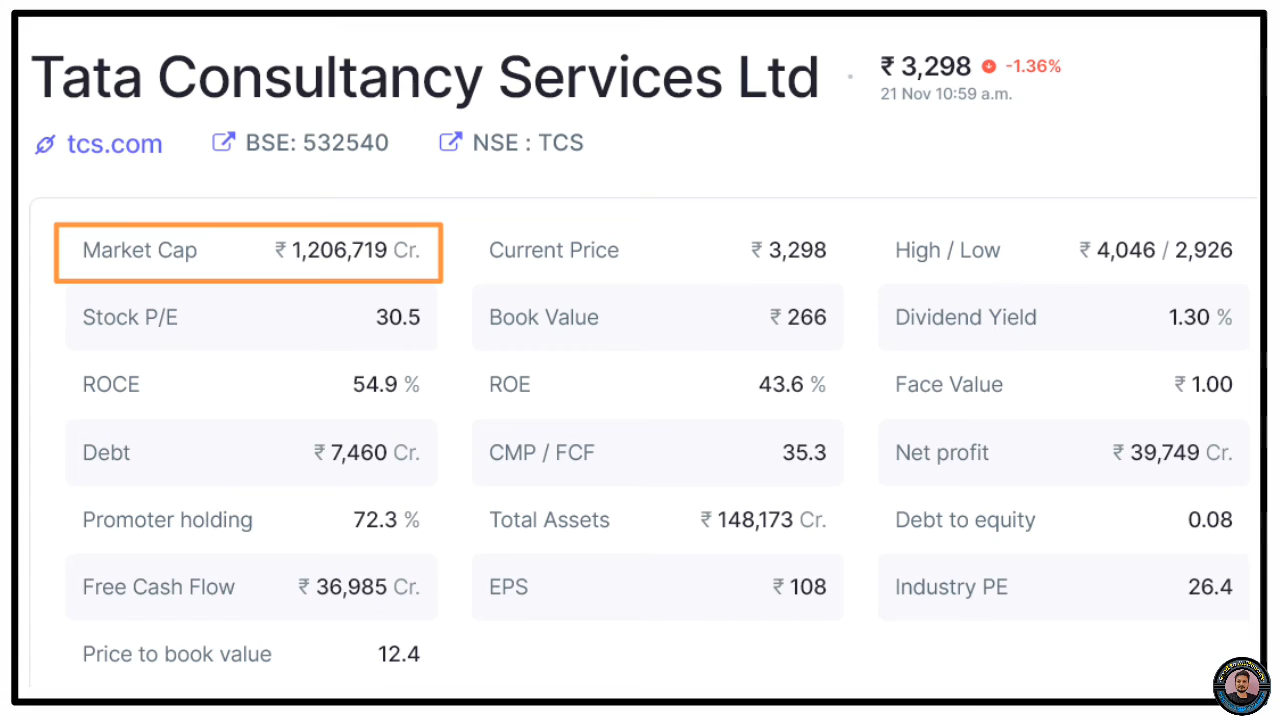 Tata Consultancy Services Ltd · ₹ 3,298 -1.36%
21 Nov 10:59 a.m.
tcs.com BSE: 532540 NSE : TCS
Market Cap ₹ 1,206,719 Cr. Current Price ₹ 3,298 High / Low ₹ 4,046 / 2,926
Stock P/E 30.5 Book Value ₹ 266 Dividend Yield 1.30 %
ROCE 54.9 % ROE 43.6 % Face Value ₹ 1.00
Debt ₹ 7,460 Cr. CMP / FCF 35.3 Net profit ₹ 39,749 Cr.
Promoter holding 72.3 % Total Assets ₹ 148,173 Cr. Debt to equity 0.08
Free Cash Flow ₹ 36,985 Cr. EPS ₹ 108 Industry PE 26.4
Price to book value 12.4